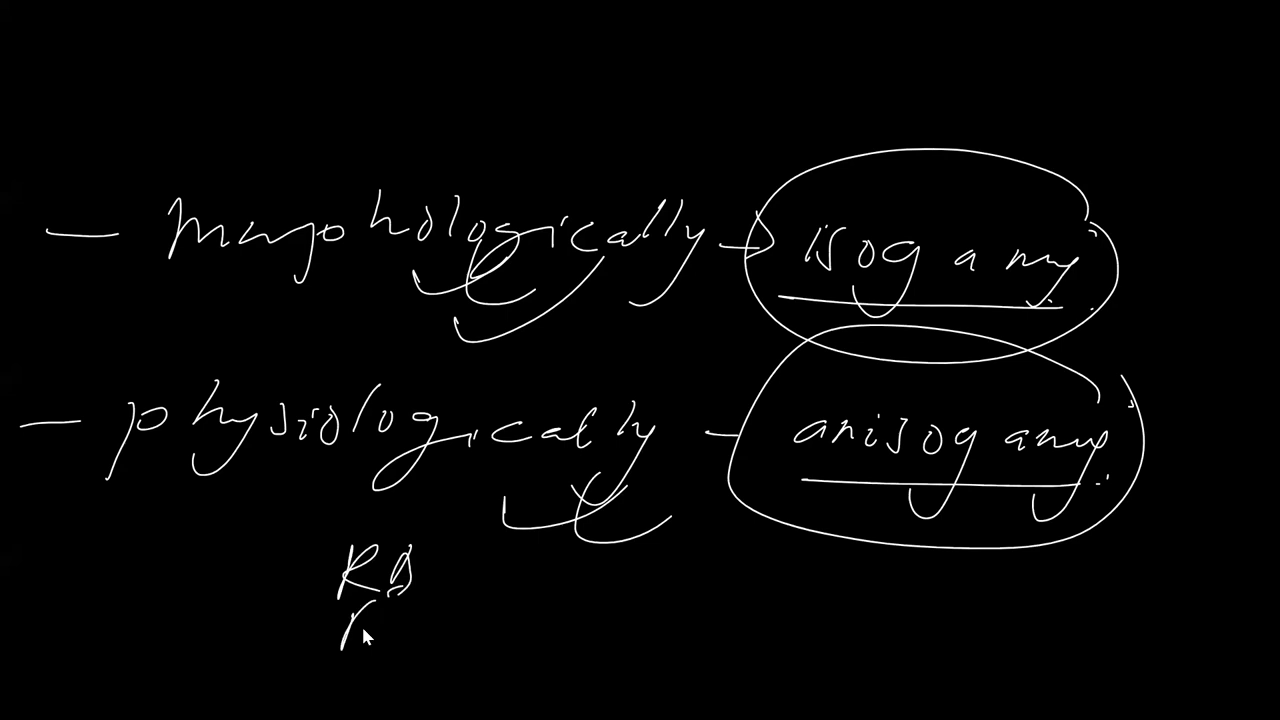 — morphologically → isogamy
— physiologically — anisogamy